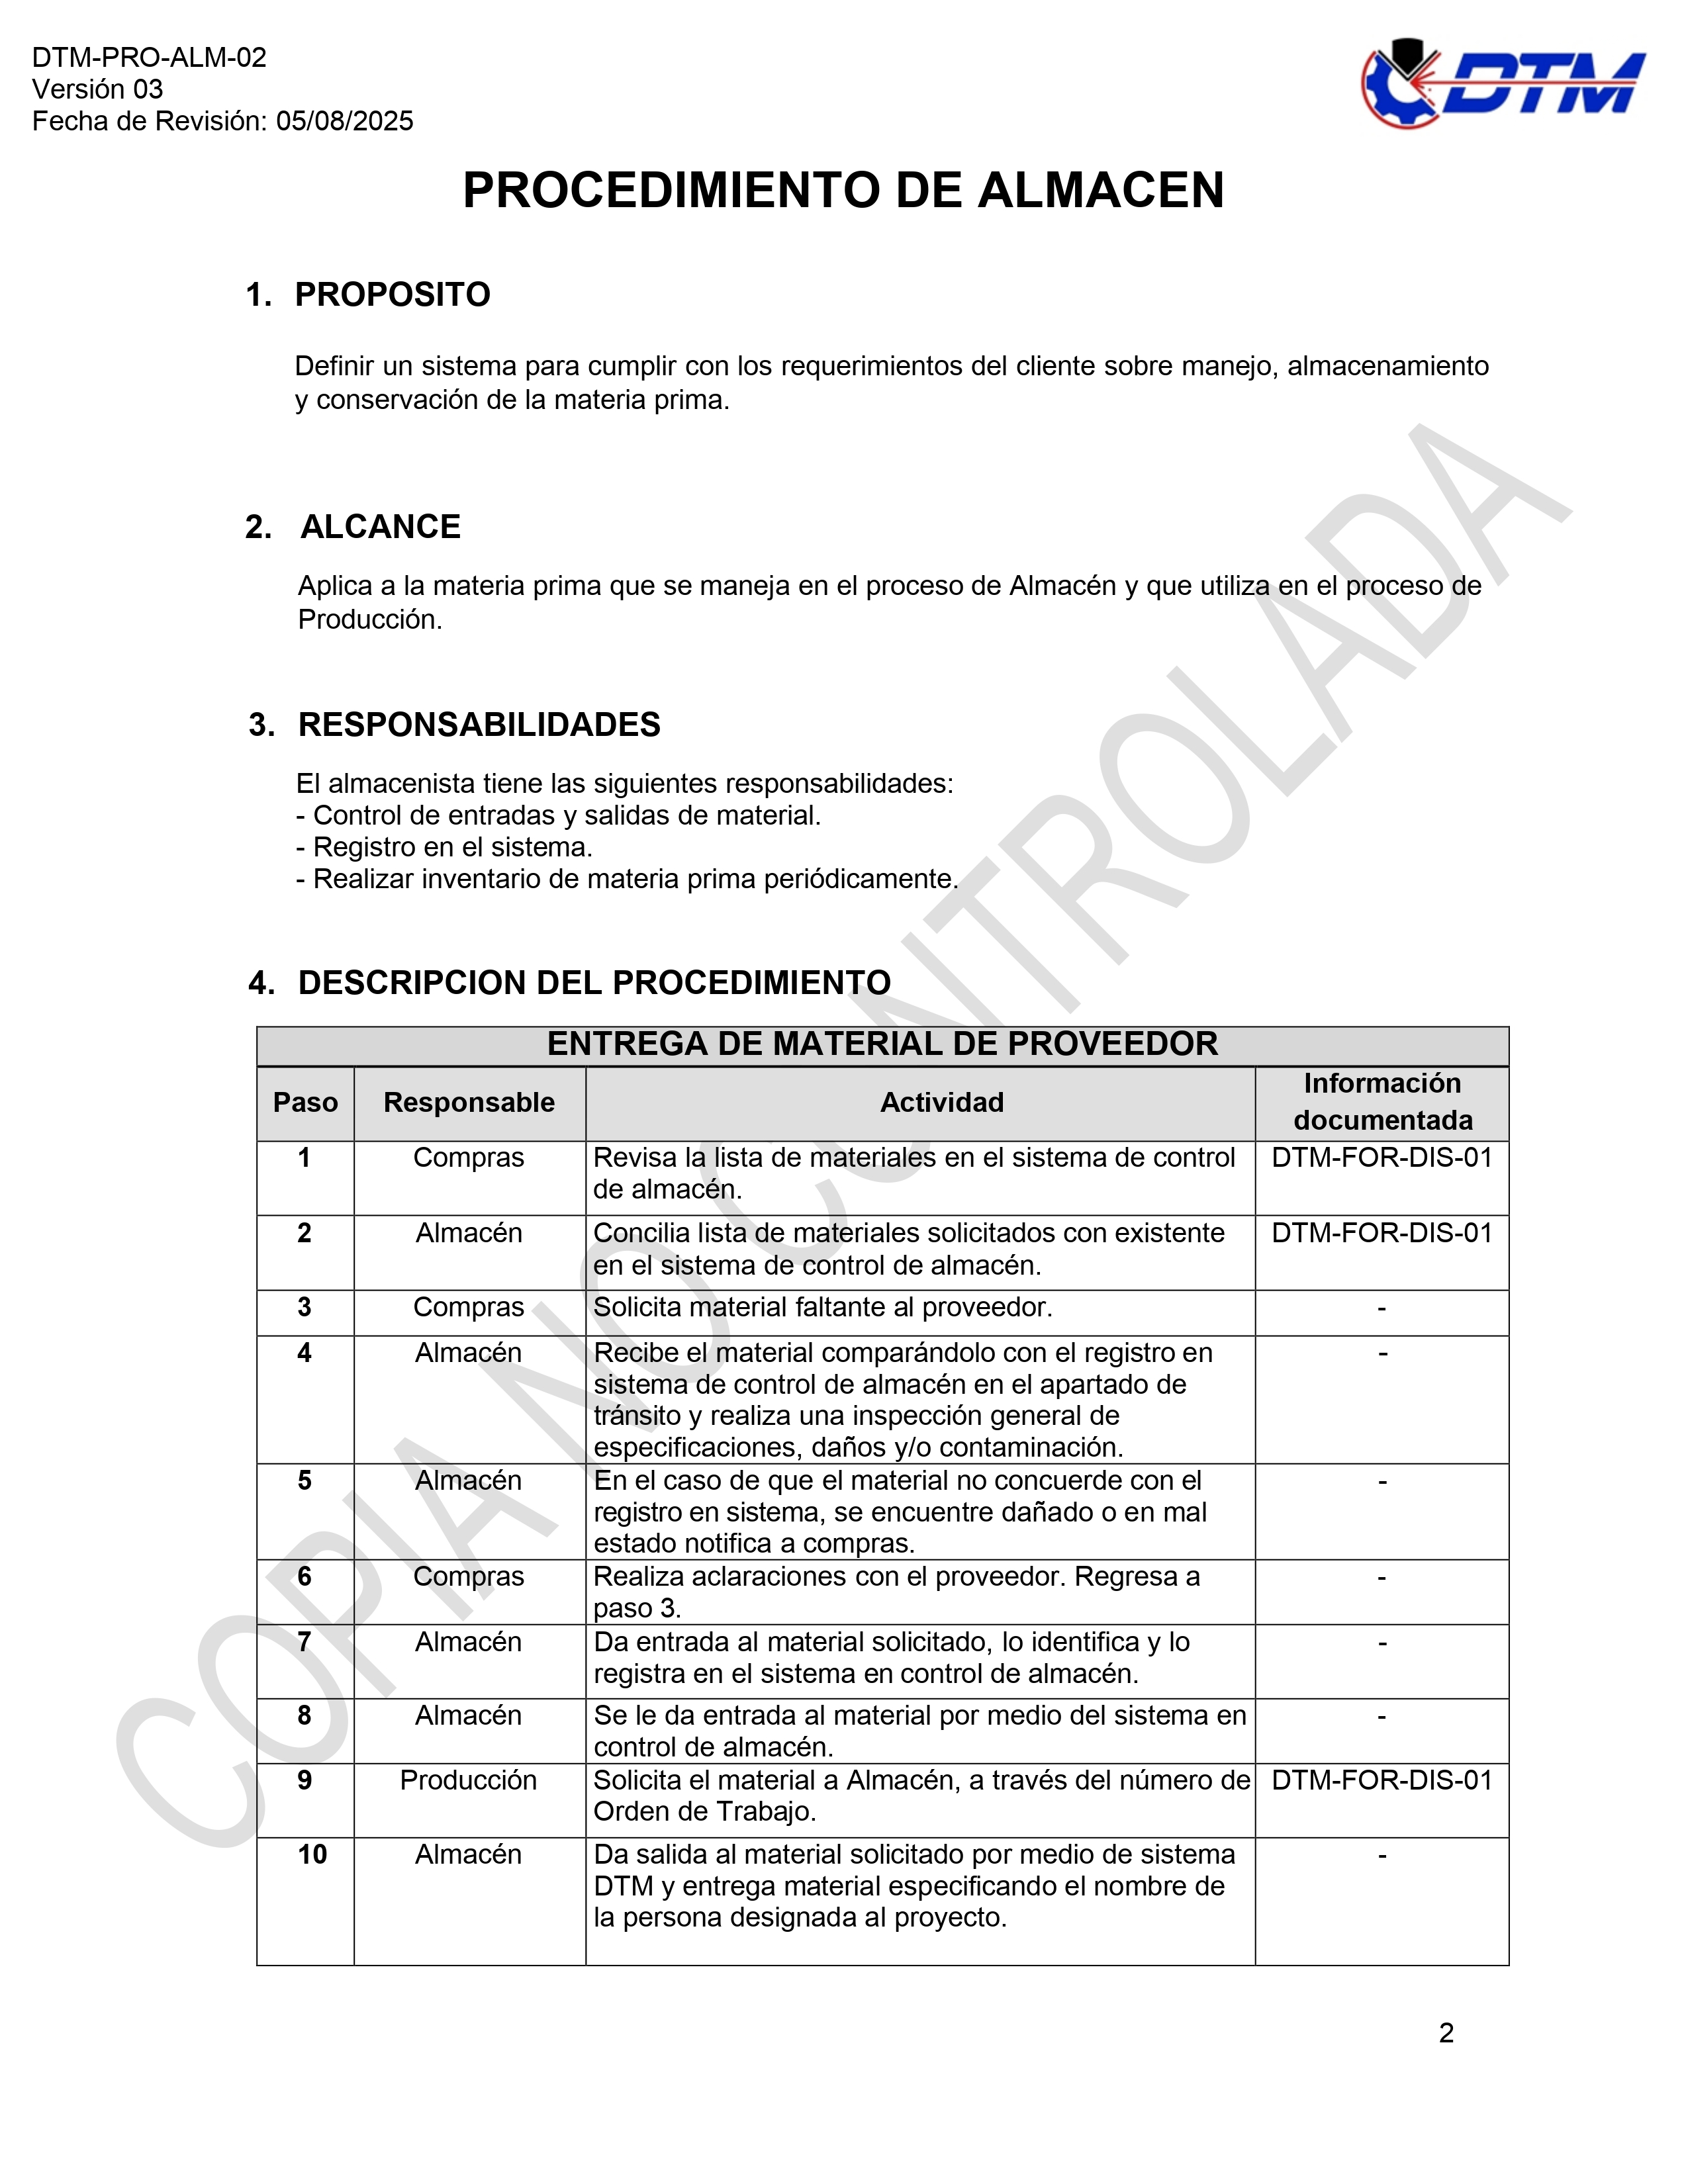 DTM-PRO-ALM-02
Versión 03
Fecha de Revisión: 05/08/2025
DTM
PROCEDIMIENTO DE ALMACEN
1. PROPOSITO
Definir un sistema para cumplir con los requerimientos del cliente sobre manejo, almacenamiento
y conservación de la materia prima.
2. ALCANCE
Aplica a la materia prima que se maneja en el proceso de Almacén y que utiliza en el proceso de
Producción.
3. RESPONSABILIDADES
El almacenista tiene las siguientes responsabilidades:
- Control de entradas y salidas de material.
- Registro en el sistema.
- Realizar inventario de materia prima periódicamente.
4. DESCRIPCION DEL PROCEDIMIENTO
ENTREGA DE MATERIAL DE PROVEEDOR
Paso Responsable Actividad Información
documentada
1 Compras Revisa la lista de materiales en el sistema de control DTM-FOR-DIS-01
de almacén.
2 Almacén Concilia lista de materiales solicitados con existente DTM-FOR-DIS-01
en el sistema de control de almacén.
3 Compras Solicita material faltante al proveedor. -
4 Almacén Recibe el material comparándolo con el registro en -
sistema de control de almacén en el apartado de
tránsito y realiza una inspección general de
especificaciones, daños y/o contaminación.
5 Almacén En el caso de que el material no concuerde con el -
registro en sistema, se encuentre dañado o en mal
estado notifica a compras.
6 Compras Realiza aclaraciones con el proveedor. Regresa a -
paso 3.
7 Almacén Da entrada al material solicitado, lo identifica y lo -
registra en el sistema en control de almacén.
8 Almacén Se le da entrada al material por medio del sistema en -
control de almacén.
9 Producción Solicita el material a Almacén, a través del número de DTM-FOR-DIS-01
Orden de Trabajo.
10 Almacén Da salida al material solicitado por medio de sistema -
DTM y entrega material especificando el nombre de
la persona designada al proyecto.
2
COPIA NO CONTROLADA